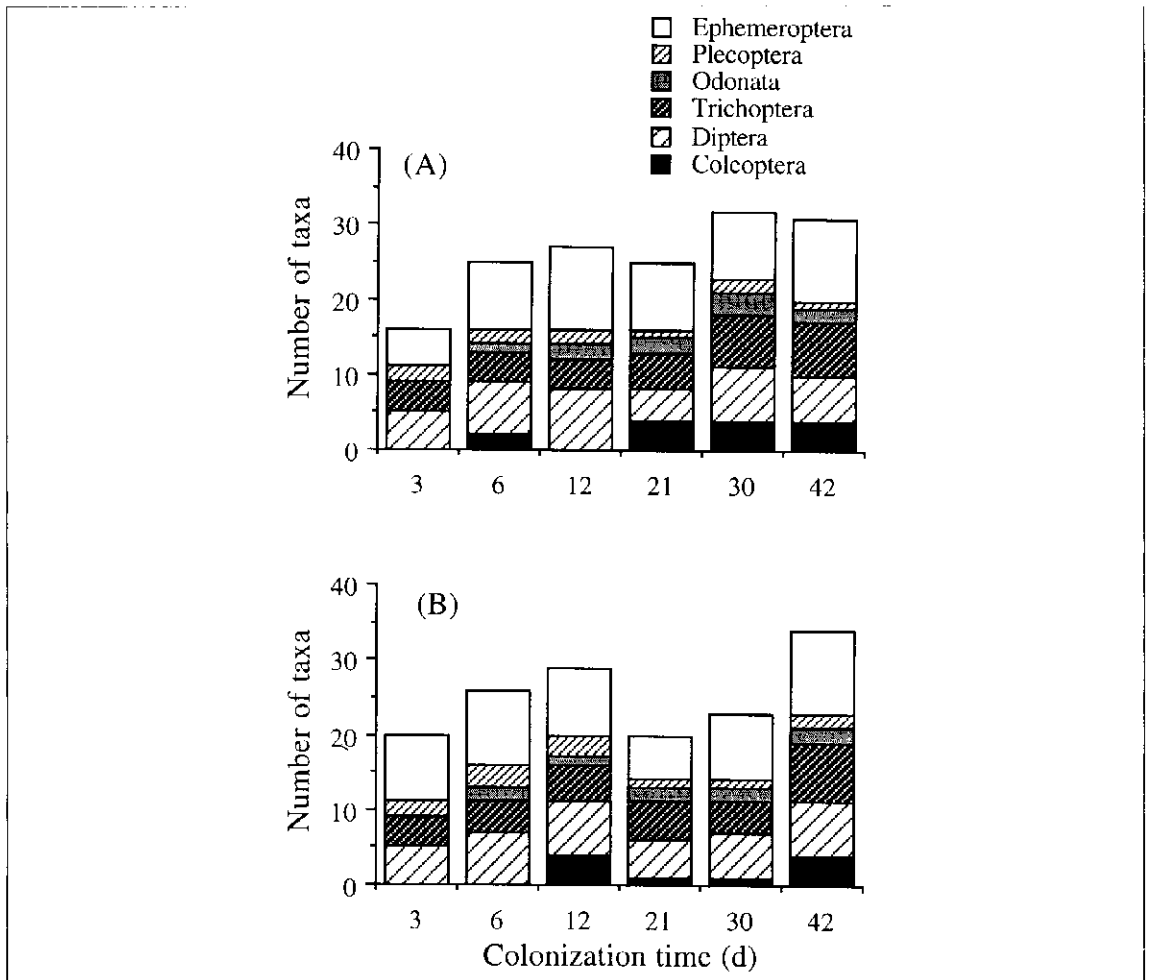 Ephemeroptera
Plecoptera
Odonata
Trichoptera
Diptera
Coleoptera
(A)
Number of taxa
40
30
20
10
0
3 6 12 21 30 42
(B)
Number of taxa
40
30
20
10
0
3 6 12 21 30 42
Colonization time (d)